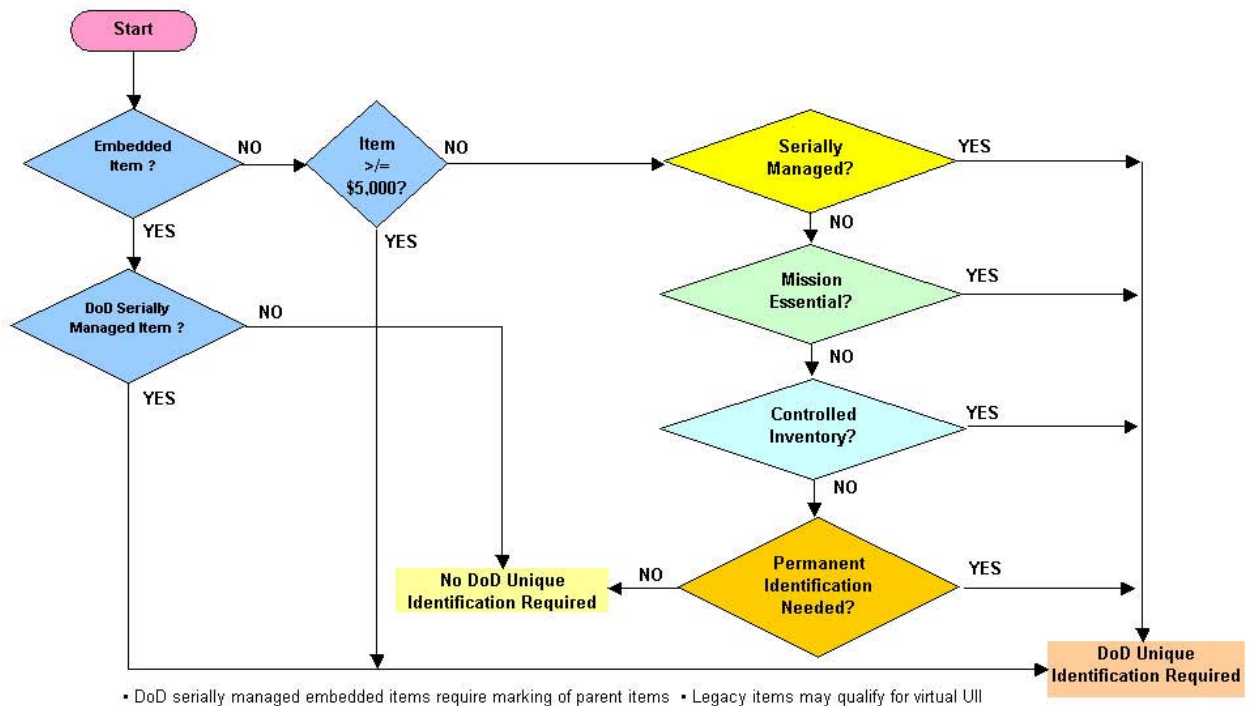 Start
Embedded
Item ?
NO
Item
>/=
$5,000?
NO
Serially
Managed?
YES
YES
YES
NO
DoD Serially
Managed Item ?
NO
Mission
Essential?
YES
NO
YES
Controlled
Inventory?
YES
NO
No DoD Unique
Identification Required
NO
Permanent
Identification
Needed?
YES
DoD Unique
Identification Required
▪ DoD serially managed embedded items require marking of parent items ▪ Legacy items may qualify for virtual UII